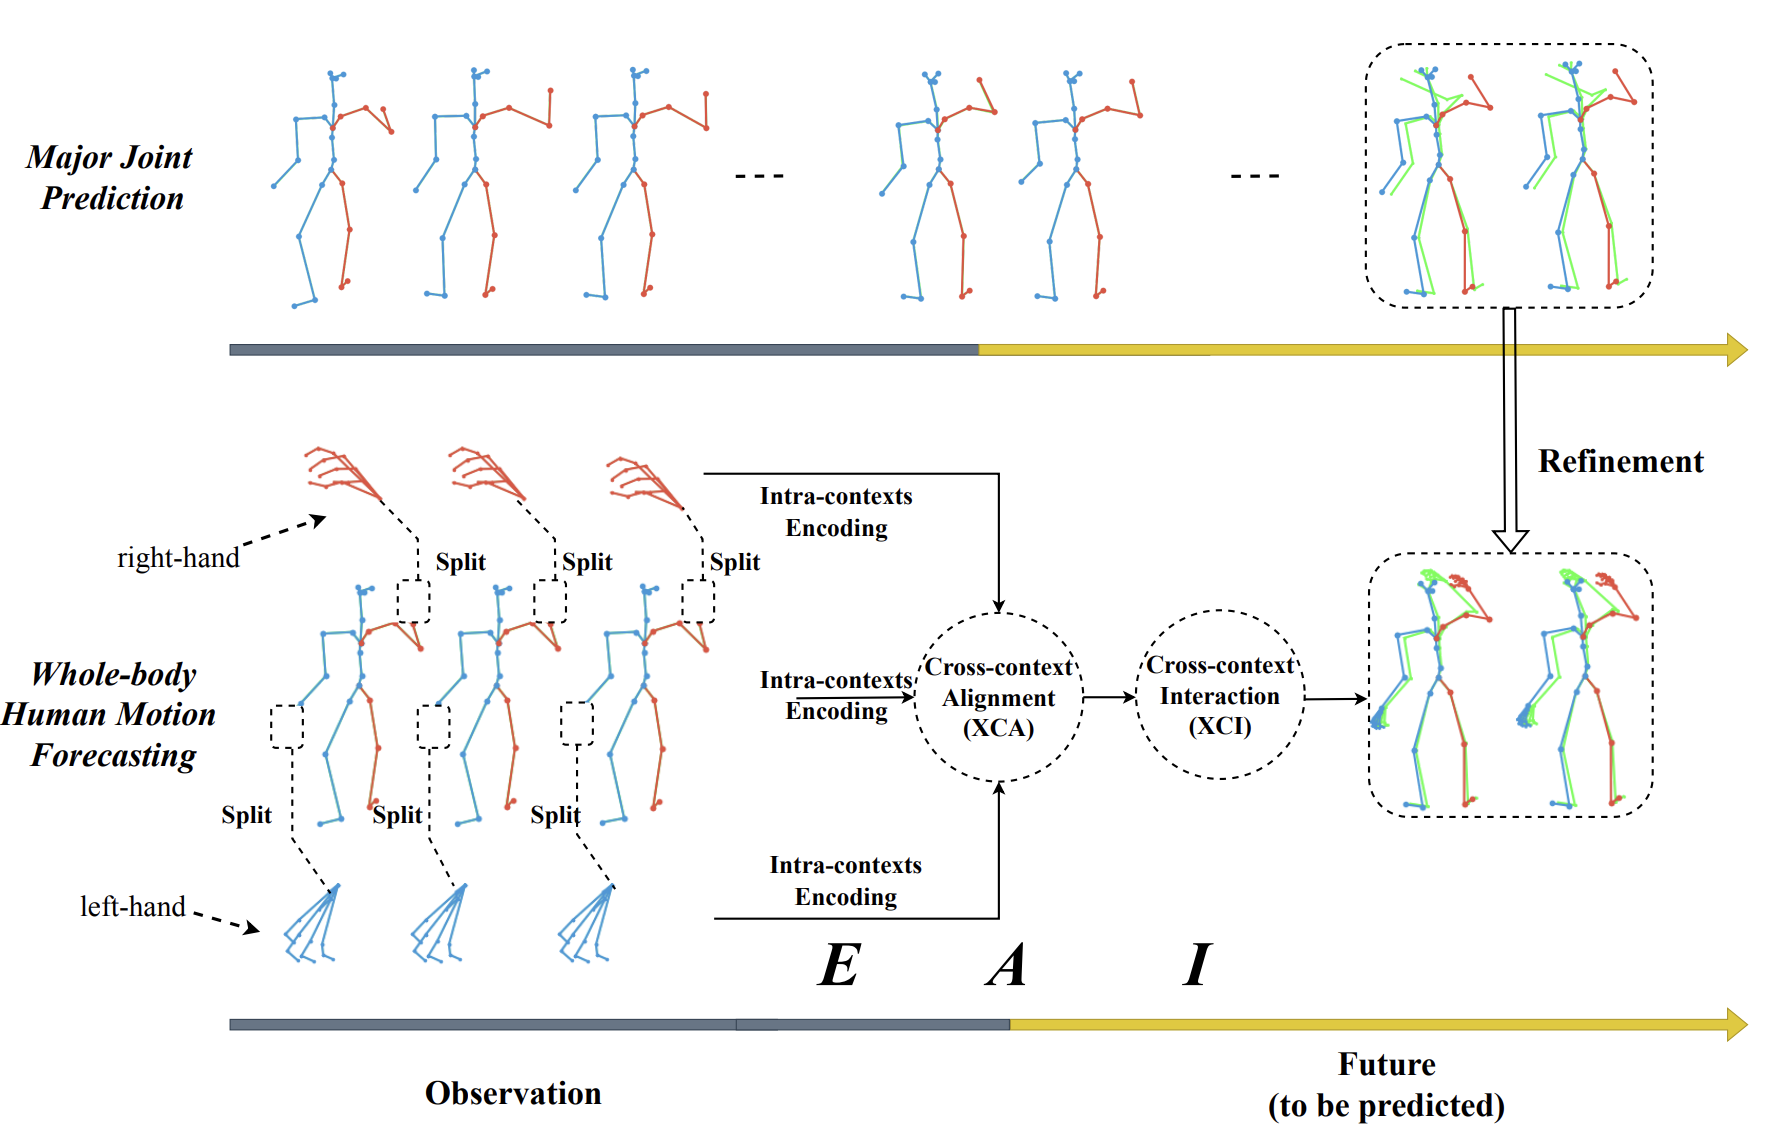 Major Joint
Prediction
Refinement
right-hand
Split
Split
Split
Intra-contexts
Encoding
Whole-body
Human Motion
Forecasting
Intra-contexts
Encoding
Cross-context
Alignment
(XCA)
Cross-context
Interaction
(XCI)
Split
Split
Split
left-hand
Intra-contexts
Encoding
E A I
Observation
Future
(to be predicted)